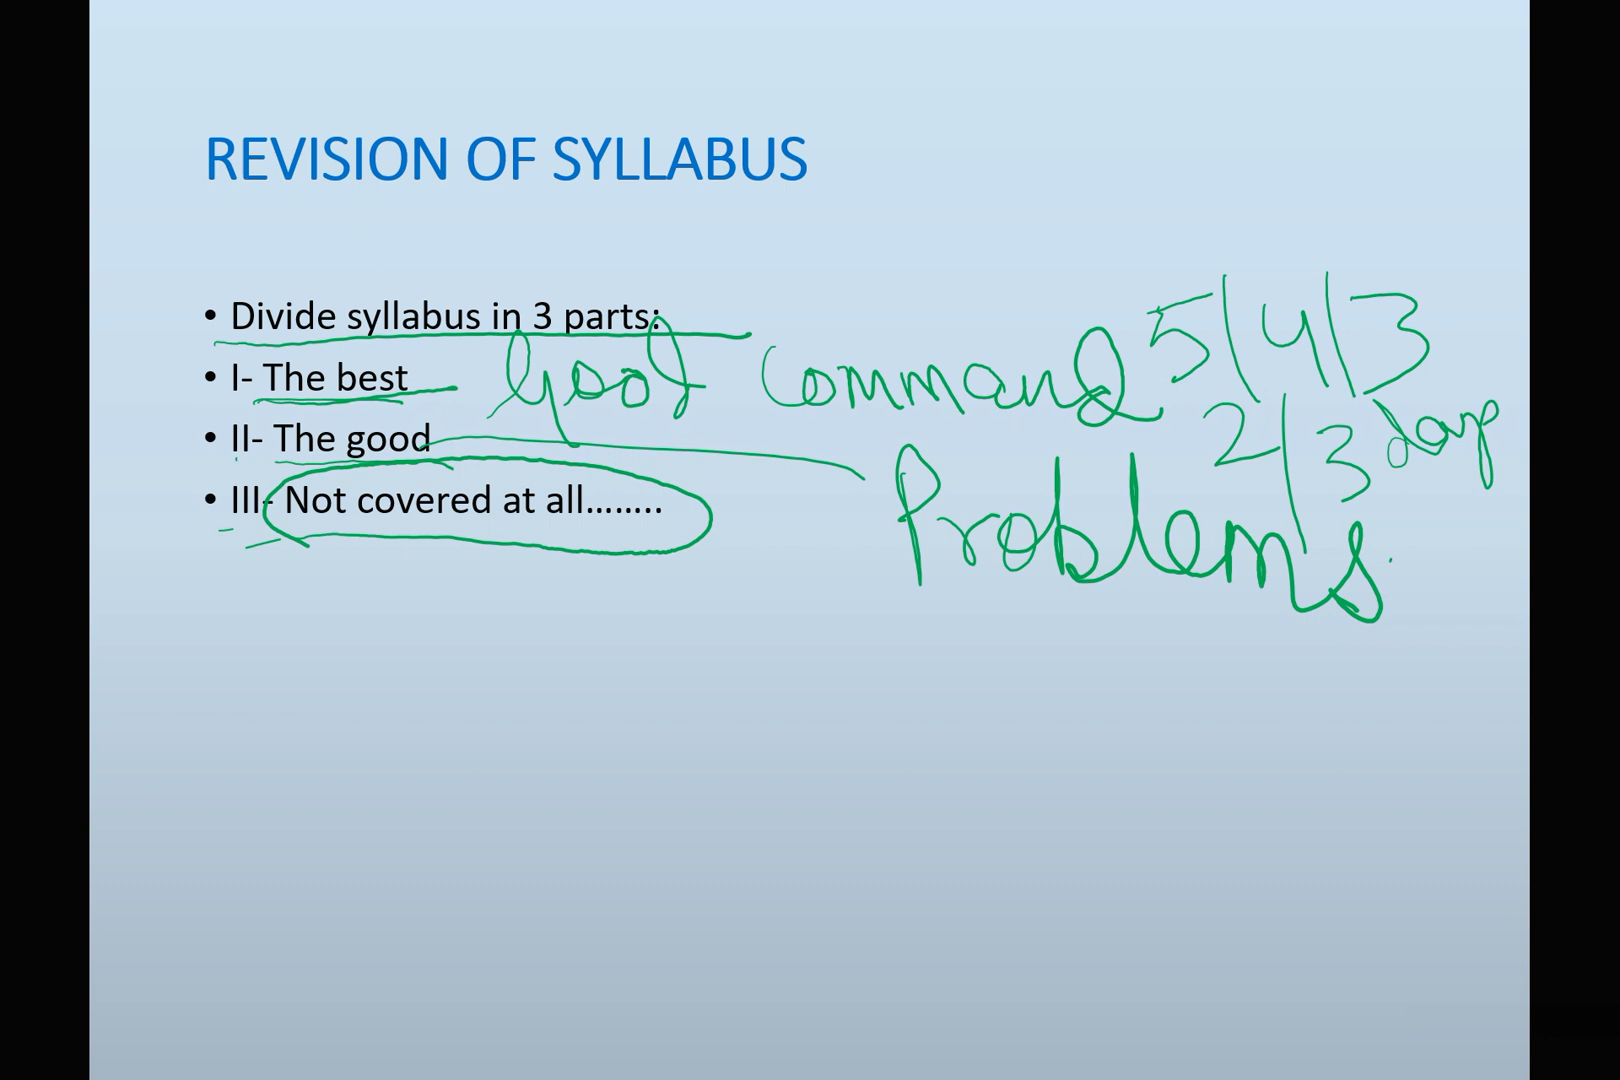 REVISION OF SYLLABUS
• Divide syllabus in 3 parts:
• I- The best
Good command 5/4/3
• II- The good
2/3 days
• III- Not covered at all……..
Problems